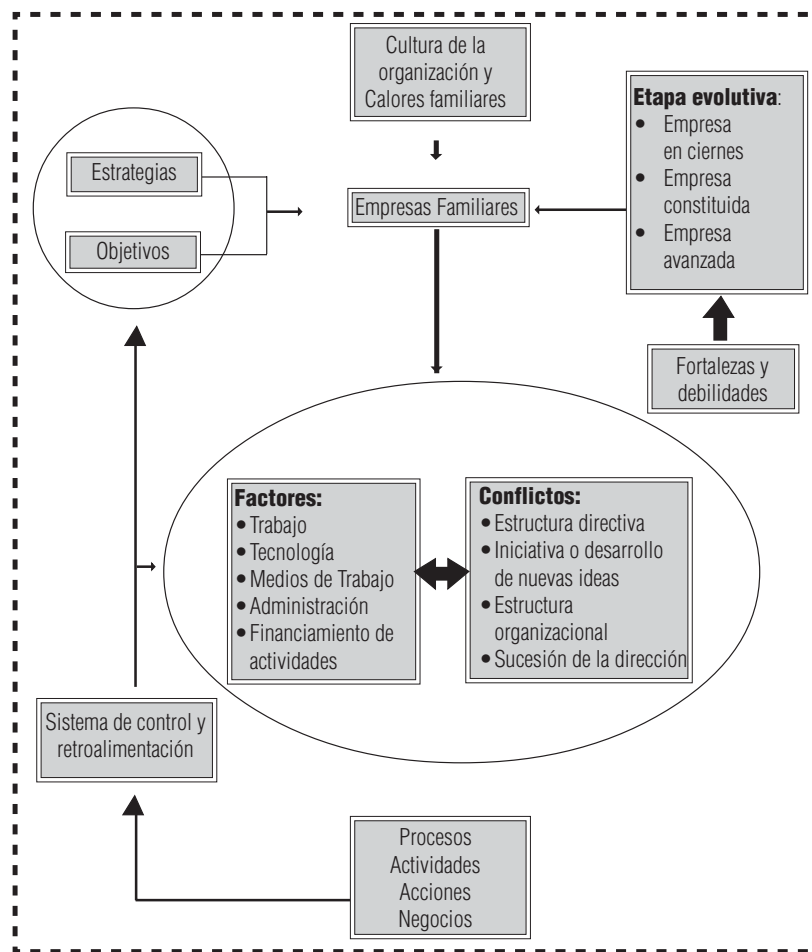 Cultura de la
organización y
Calores familiares
Etapa evolutiva:
• Empresa
en ciernes
• Empresa
constituida
• Empresa
avanzada
Estrategias
Objetivos
Empresas Familiares
Fortalezas y
debilidades
Factores:
• Trabajo
• Tecnología
• Medios de Trabajo
• Administración
• Financiamiento de
actividades
Conflictos:
• Estructura directiva
• Iniciativa o desarrollo
de nuevas ideas
• Estructura
organizacional
• Sucesión de la dirección
Sistema de control y
retroalimentación
Procesos
Actividades
Acciones
Negocios